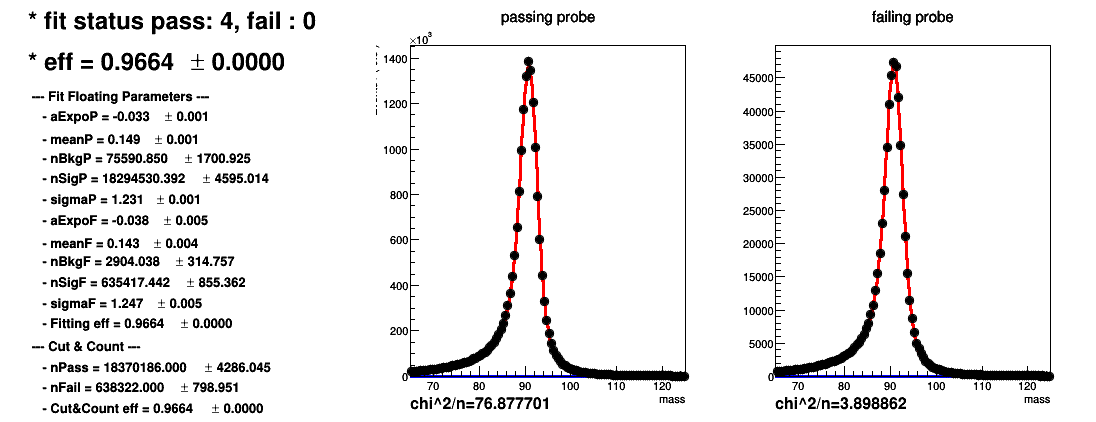 * fit status pass: 4, fail : 0
* eff = 0.9664 ± 0.0000
--- Fit Floating Parameters ---
- aExpoP = -0.033 ± 0.001
- meanP = 0.149 ± 0.001
- nBkgP = 75590.850 ± 1700.925
- nSigP = 18294530.392 ± 4595.014
- sigmaP = 1.231 ± 0.001
- aExpoF = -0.038 ± 0.005
- meanF = 0.143 ± 0.004
- nBkgF = 2904.038 ± 314.757
- nSigF = 635417.442 ± 855.362
- sigmaF = 1.247 ± 0.005
- Fitting eff = 0.9664 ± 0.0000
--- Cut & Count ---
- nPass = 18370186.000 ± 4286.045
- nFail = 638322.000 ± 798.951
- Cut&Count eff = 0.9664 ± 0.0000
passing probe
×10³
1400
1200
1000
800
600
400
200
0
70 80 90 100 110 120
mass
chi^2/n=76.877701
failing probe
45000
40000
35000
30000
25000
20000
15000
10000
5000
0
70 80 90 100 110 120
mass
chi^2/n=3.898862